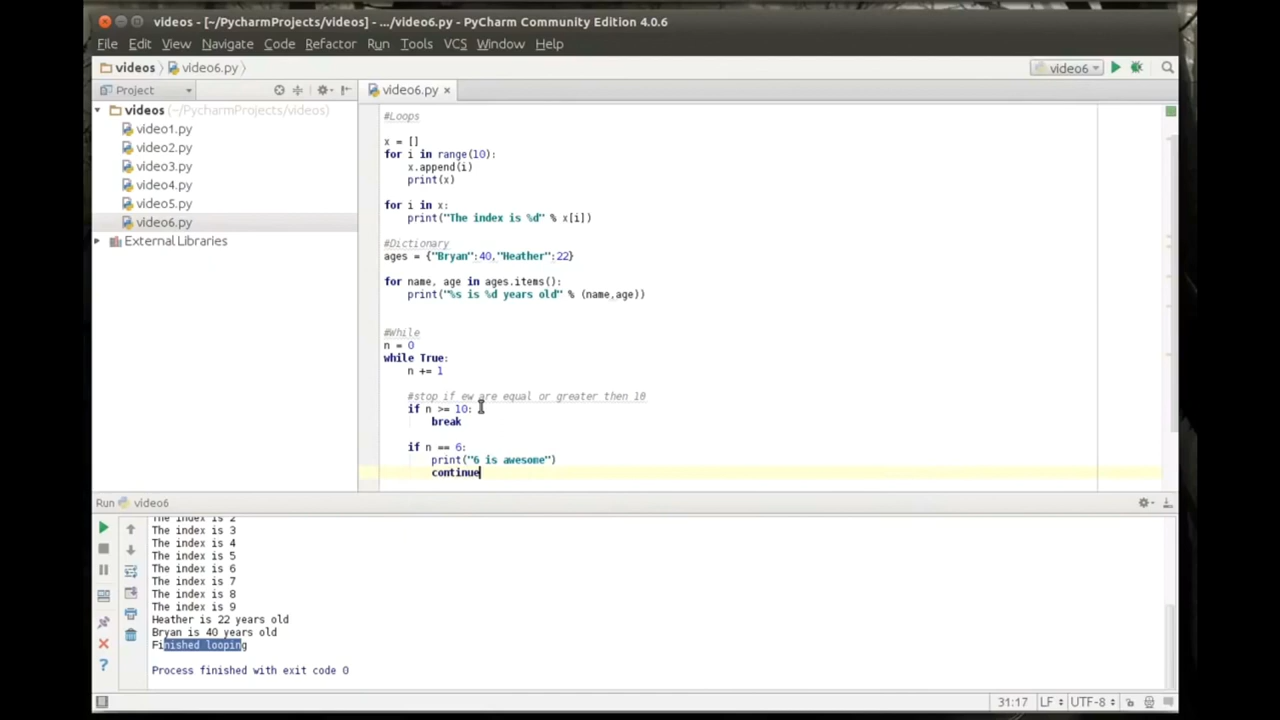 videos - [~/PycharmProjects/videos] - .../video6.py - PyCharm Community Edition 4.0.6
File Edit View Navigate Code Refactor Run Tools VCS Window Help
videos video6.py video6
Project video6.py
videos (~/PycharmProjects/videos)
video1.py
video2.py
video3.py
video4.py
video5.py
video6.py
External Libraries
#Loops
x = []
for i in range(10):
x.append(i)
print(x)
for i in x:
print("The index is %d" % x[i])
#Dictionary
ages = {"Bryan":40,"Heather":22}
for name, age in ages.items():
print("%s is %d years old" % (name,age))
#While
n = 0
while True:
n += 1
#stop if ew are equal or greater then 10
if n >= 10:
break
if n == 6:
print("6 is awesome")
continue
Run video6
The index is 2
The index is 3
The index is 4
The index is 5
The index is 6
The index is 7
The index is 8
The index is 9
Heather is 22 years old
Bryan is 40 years old
Finished looping
Process finished with exit code 0
31:17 LF UTF-8